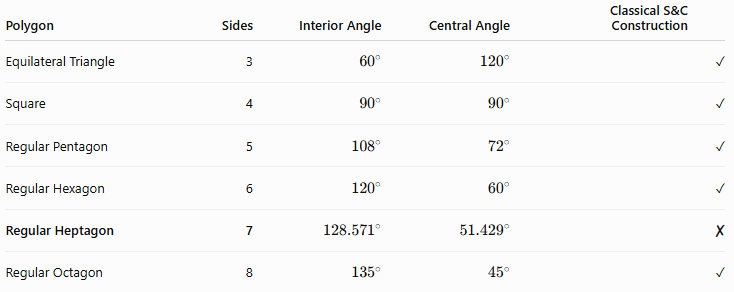 Polygon Sides Interior Angle Central Angle Classical S&C Construction
Equilateral Triangle 3 60° 120° ✓
Square 4 90° 90° ✓
Regular Pentagon 5 108° 72° ✓
Regular Hexagon 6 120° 60° ✓
Regular Heptagon 7 128.571° 51.429° ✗
Regular Octagon 8 135° 45° ✓